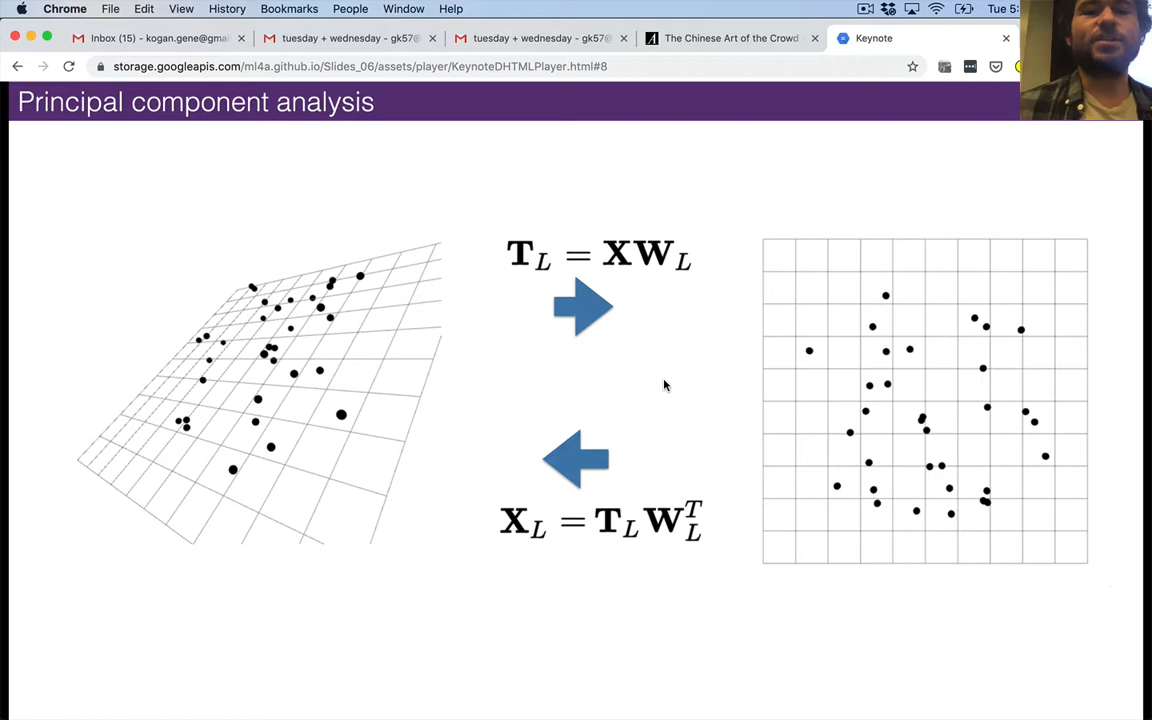 Chrome File Edit View History Bookmarks People Window Help Tue 5:
Inbox (15) - kogan.gene@gmai tuesday + wednesday - gk57@ tuesday + wednesday - gk57@ The Chinese Art of the Crowd Keynote
storage.googleapis.com/ml4a.github.io/Slides_06/assets/player/KeynoteDHTMLPlayer.html#8
Principal component analysis
T_L = XW_L
X_L = T_L W_L^T